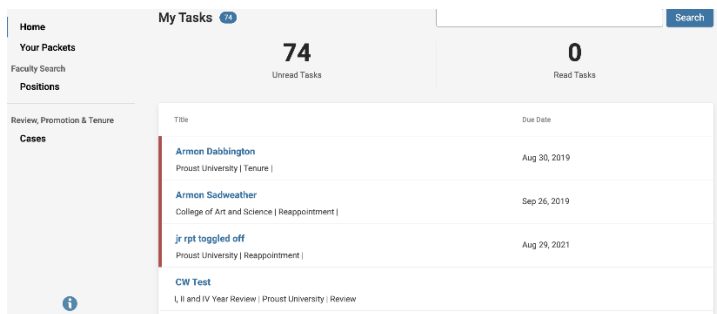 Home
Your Packets
Faculty Search
Positions
Review, Promotion & Tenure
Cases
My Tasks 74
Search
74
Unread Tasks
0
Read Tasks
Title Due Date
Armon Dabbington
Proust University | Tenure |
Aug 30, 2019
Armon Sadweather
College of Art and Science | Reappointment |
Sep 26, 2019
jr rpt toggled off
Proust University | Reappointment |
Aug 29, 2021
CW Test
I, II and IV Year Review | Proust University | Review